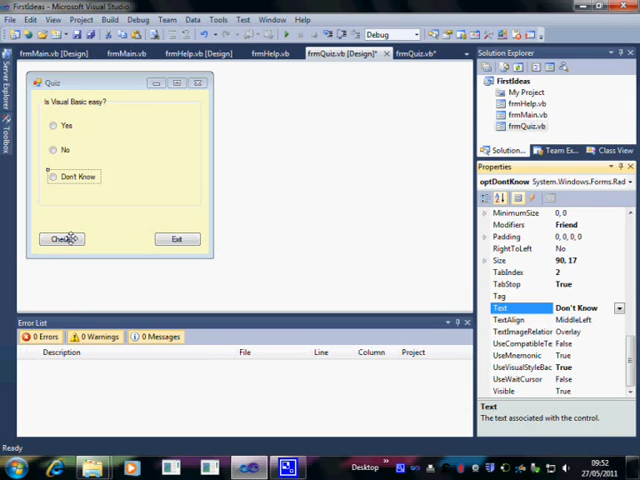 FirstIdeas - Microsoft Visual Studio
File Edit View Project Build Debug Team Data Tools Test Window Help
Debug
frmMain.vb [Design] frmMain.vb frmHelp.vb [Design] frmHelp.vb frmQuiz.vb [Design]* frmQuiz.vb*
Server Explorer
Toolbox
Quiz
Is Visual Basic easy?
Yes
No
Don't Know
Exit
Solution Explorer
FirstIdeas
My Project
frmHelp.vb
frmMain.vb
frmQuiz.vb
Solution... Team Ex... Class View
Properties
optDontKnow System.Windows.Forms.Rad
MinimumSize 0, 0
Modifiers Friend
Padding 0, 0, 0, 0
RightToLeft No
Size 90, 17
TabIndex 2
TabStop True
Tag
Text Don't Know
TextAlign MiddleLeft
TextImageRelation Overlay
UseCompatibleTe False
UseMnemonic True
UseVisualStyleBac True
UseWaitCursor False
Visible True
Text
The text associated with the control.
Error List
0 Errors 0 Warnings 0 Messages
Description File Line Column Project
Ready
Desktop
09:52
27/05/2011